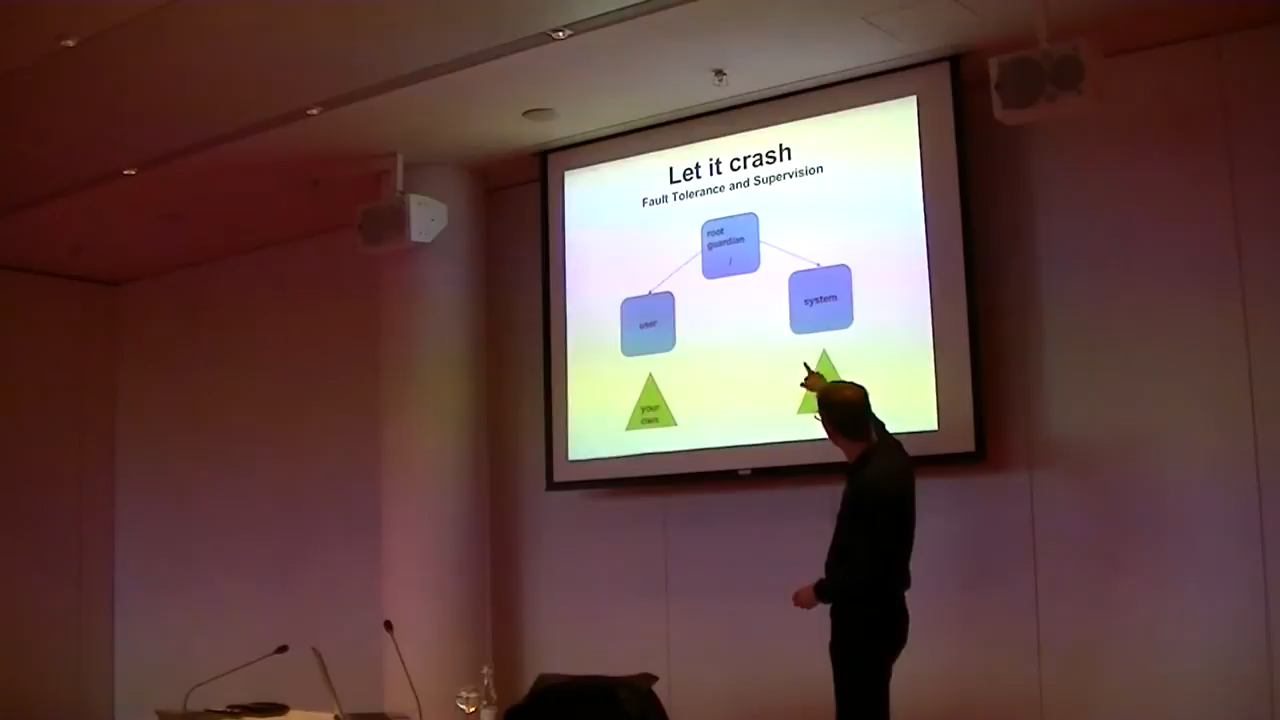 Let it crash
Fault Tolerance and Supervision
root
guardian
/
user
system
your
own